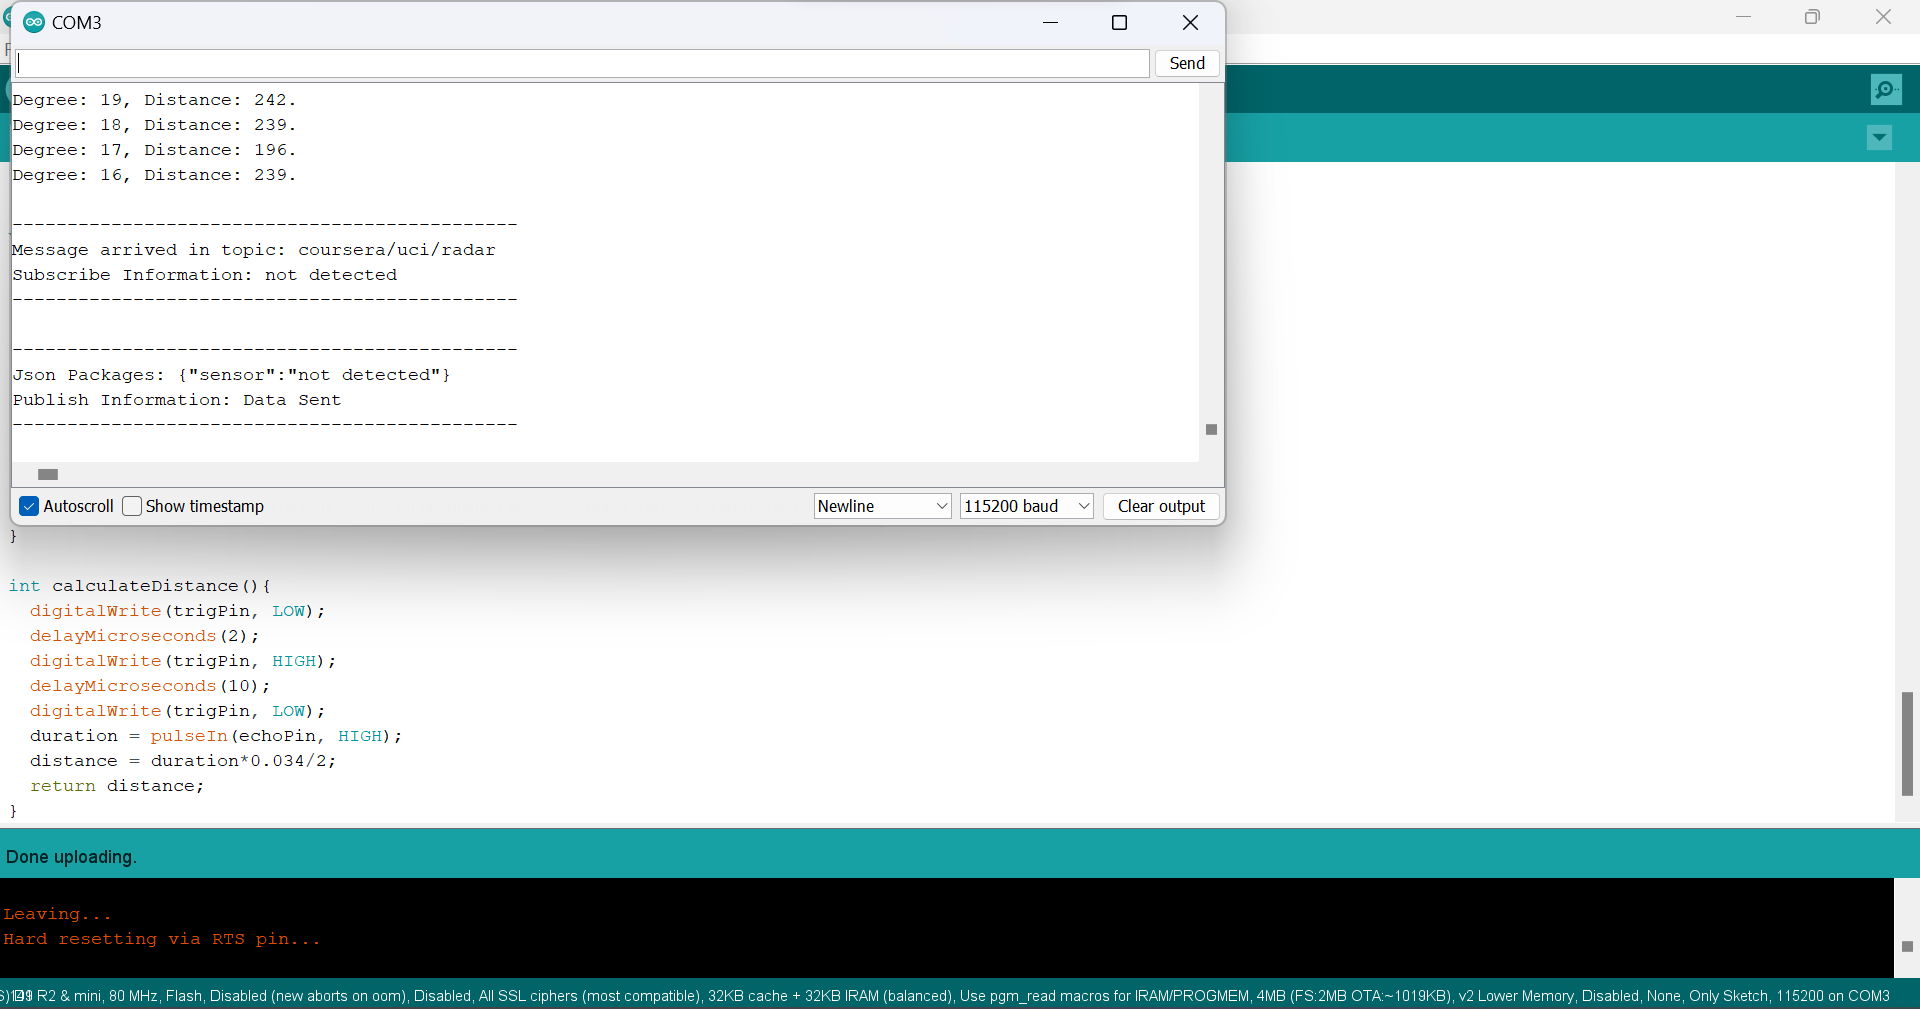 COM3
Send
Degree: 19, Distance: 242.
Degree: 18, Distance: 239.
Degree: 17, Distance: 196.
Degree: 16, Distance: 239.
----------------------------------------------
Message arrived in topic: coursera/uci/radar
Subscribe Information: not detected
----------------------------------------------
----------------------------------------------
Json Packages: {"sensor":"not detected"}
Publish Information: Data Sent
----------------------------------------------
Autoscroll Show timestamp Newline 115200 baud Clear output
}
int calculateDistance(){
digitalWrite(trigPin, LOW);
delayMicroseconds(2);
digitalWrite(trigPin, HIGH);
delayMicroseconds(10);
digitalWrite(trigPin, LOW);
duration = pulseIn(echoPin, HIGH);
distance = duration*0.034/2;
return distance;
}
Done uploading.
Leaving...
Hard resetting via RTS pin...
R2 & mini, 80 MHz, Flash, Disabled (new aborts on oom), Disabled, All SSL ciphers (most compatible), 32KB cache + 32KB IRAM (balanced), Use pgm_read macros for IRAM/PROGMEM, 4MB (FS:2MB OTA:~1019KB), v2 Lower Memory, Disabled, None, Only Sketch, 115200 on COM3